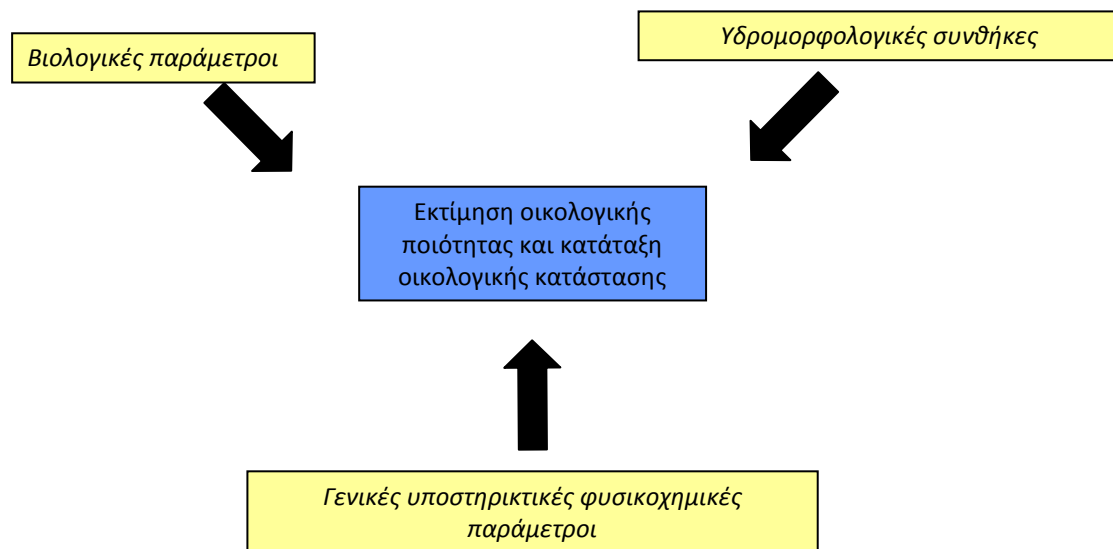 Βιολογικές παράμετροι
Υδρομορφολογικές συνθήκες
Εκτίμηση οικολογικής
ποιότητας και κατάταξη
οικολογικής κατάστασης
Γενικές υποστηρικτικές φυσικοχημικές
παράμετροι